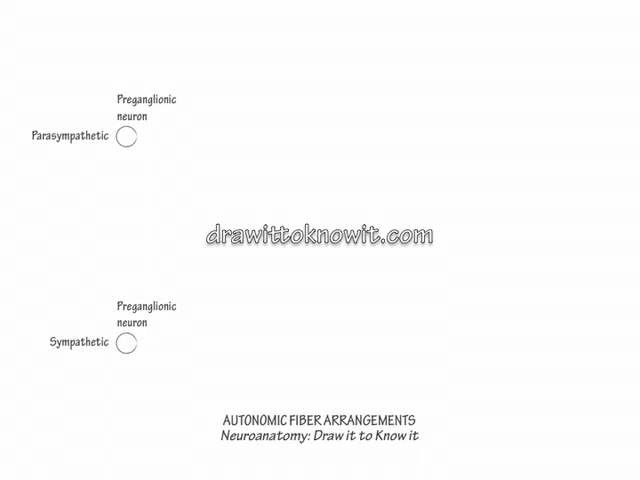 Preganglionic
neuron
Parasympathetic
drawittoknowit.com
Preganglionic
neuron
Sympathetic
AUTONOMIC FIBER ARRANGEMENTS
Neuroanatomy: Draw it to Know it